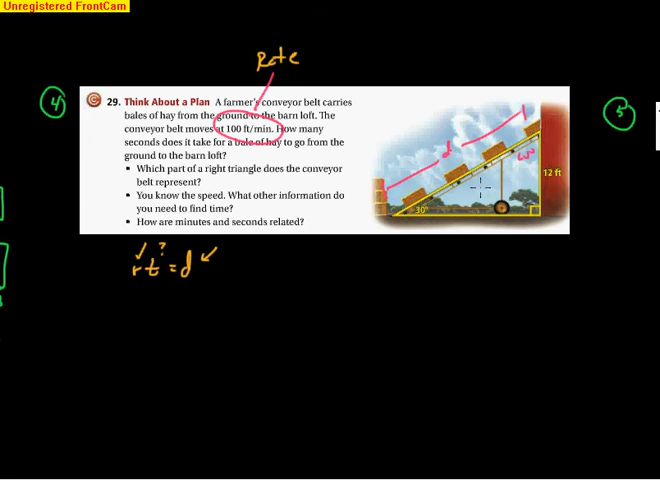 Unregistered FrontCam
Rate
4
© 29. Think About a Plan A farmer's conveyor belt carries
bales of hay from the ground to the barn loft. The
conveyor belt moves at 100 ft/min. How many
seconds does it take for a bale of hay to go from the
ground to the barn loft?
• Which part of a right triangle does the conveyor
belt represent?
• You know the speed. What other information do
you need to find time?
• How are minutes and seconds related?
d
60°
12 ft
30°
5
✓ ?
rt = d